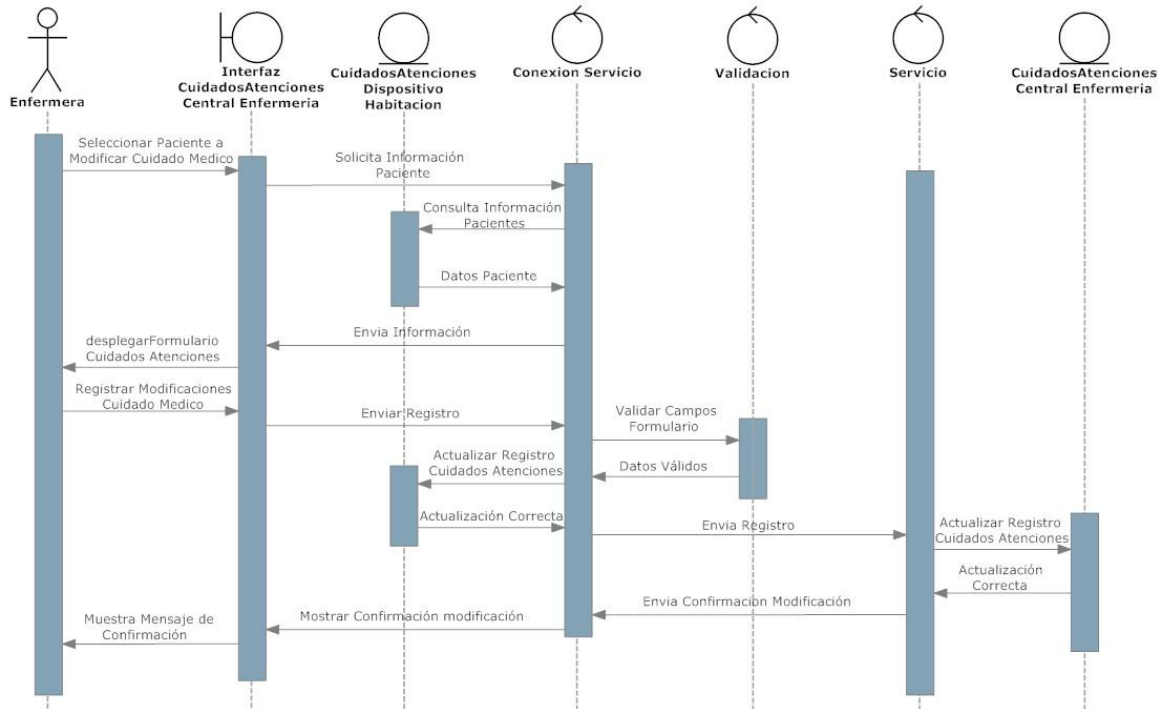 Enfermera
Interfaz
CuidadosAtenciones
Central Enfermeria
CuidadosAtenciones
Dispositivo
Habitacion
Conexion Servicio
Validacion
Servicio
CuidadosAtenciones
Central Enfermeria
Seleccionar Paciente a
Modificar Cuidado Medico
Solicita Información
Paciente
Consulta Información
Pacientes
Datos Paciente
Envia Información
desplegarFormulario
Cuidados Atenciones
Registrar Modificaciones
Cuidado Medico
Enviar Registro
Validar Campos
Formulario
Datos Válidos
Actualizar Registro
Cuidados Atenciones
Actualización Correcta
Envia Registro
Actualizar Registro
Cuidados Atenciones
Actualización
Correcta
Envia Confirmacion Modificación
Mostrar Confirmación modificación
Muestra Mensaje de
Confirmación